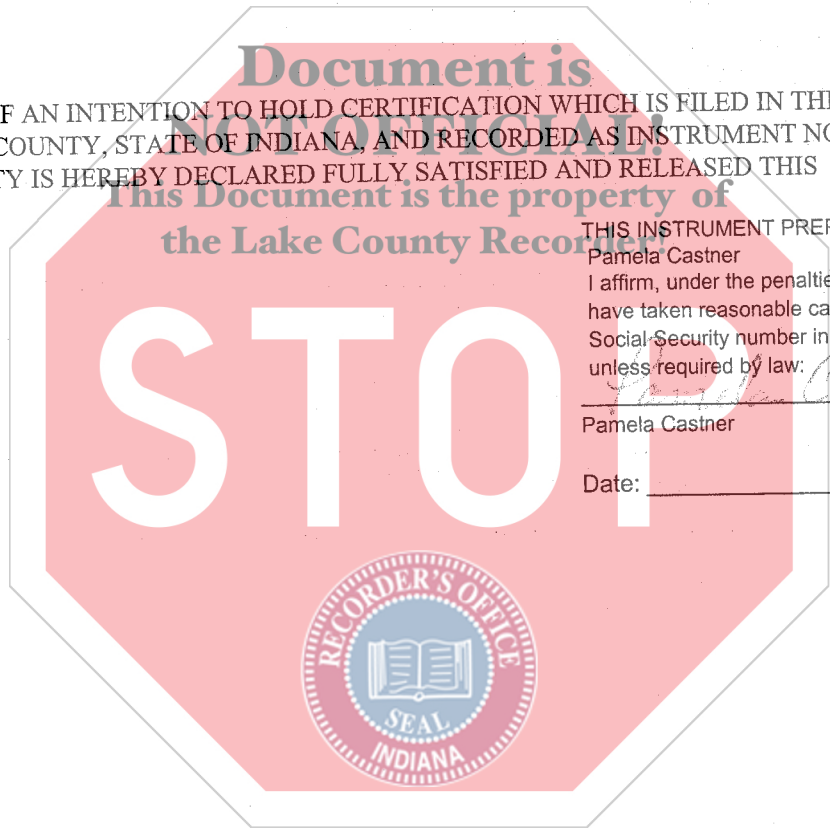 Document is
F AN INTENTION TO HOLD CERTIFICATION WHICH IS FILED IN THE
NOT OFFICIAL!
COUNTY, STATE OF INDIANA, AND RECORDED AS INSTRUMENT NO
TY IS HEREBY DECLARED FULLY SATISFIED AND RELEASED THIS
This Document is the property of
the Lake County Recorder!
THIS INSTRUMENT PREP
Pamela Castner
I affirm, under the penaltie
have taken reasonable ca
Social Security number in
unless required by law:
Pamela
Pamela Castner
Date:
STOP
RECORDER'S OFFICE
SEAL
INDIANA